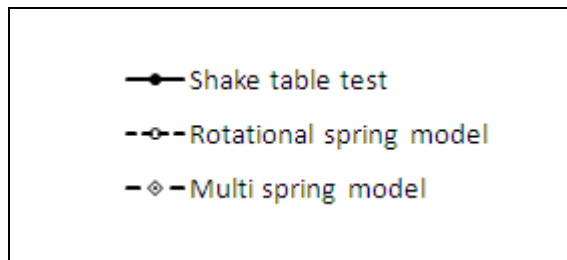 Shake table test
Rotational spring model
Multi spring model